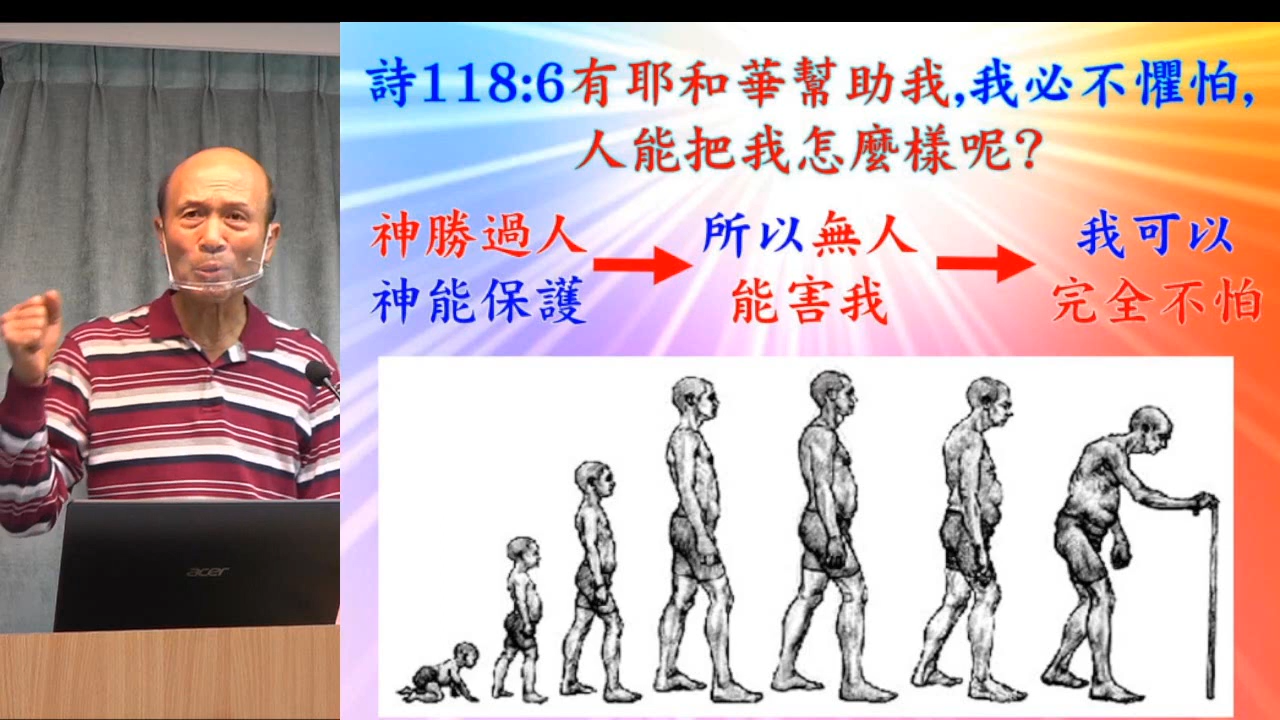 詩118:6有耶和華幫助我,我必不懼怕,
人能把我怎麼樣呢?
神勝過人
神能保護
所以無人
能害我
我可以
完全不怕
acer